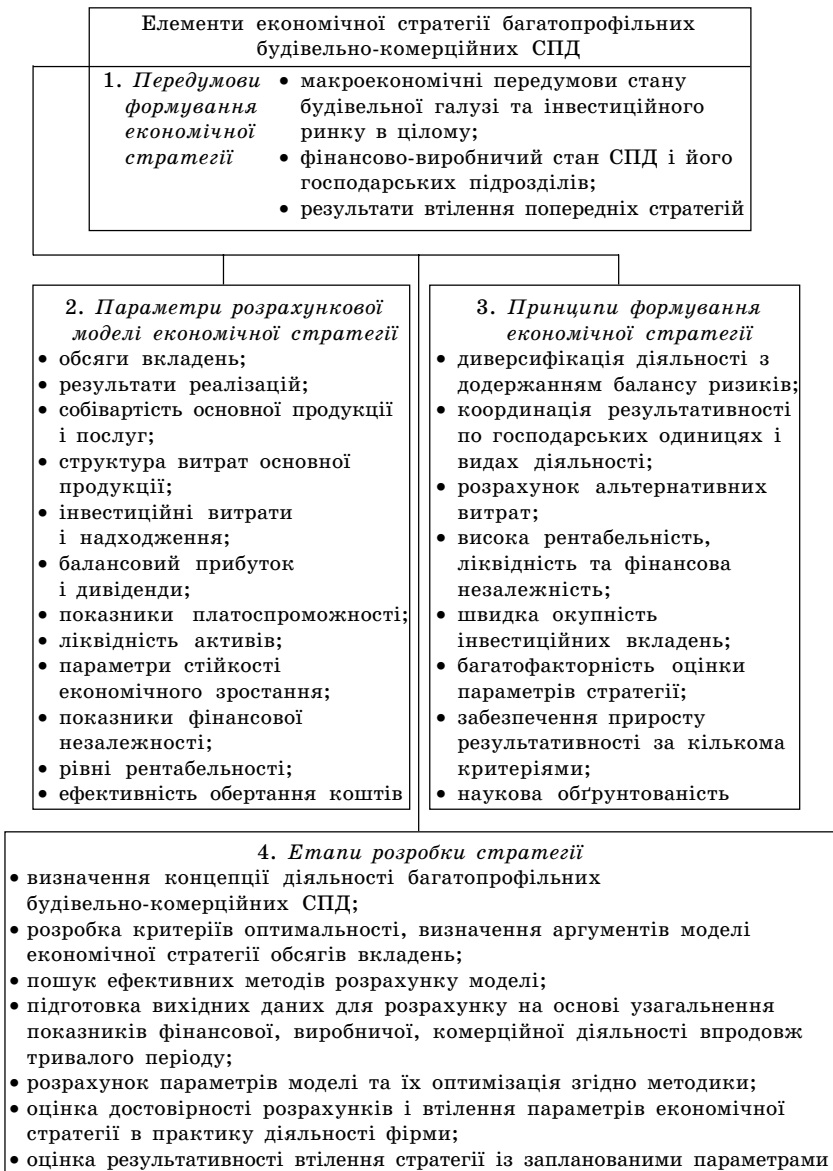 Елементи економічної стратегії багатопрофільних
будівельно-комерційних СПД
1. Передумови
формування
економічної
стратегії
• макроекономічні передумови стану
будівельної галузі та інвестиційного
ринку в цілому;
• фінансово-виробничий стан СПД і його
господарських підрозділів;
• результати втілення попередніх стратегій
2. Параметри розрахункової
моделі економічної стратегії
• обсяги вкладень;
• результати реалізацій;
• собівартість основної продукції
і послуг;
• структура витрат основної
продукції;
• інвестиційні витрати
і надходження;
• балансовий прибуток
і дивіденди;
• показники платоспроможності;
• ліквідність активів;
• параметри стійкості
економічного зростання;
• показники фінансової
незалежності;
• рівні рентабельності;
• ефективність обертання коштів
3. Принципи формування
економічної стратегії
• диверсифікація діяльності з
додержанням балансу ризиків;
• координація результативності
по господарських одиницях і
видах діяльності;
• розрахунок альтернативних
витрат;
• висока рентабельність,
ліквідність та фінансова
незалежність;
• швидка окупність
інвестиційних вкладень;
• багатофакторність оцінки
параметрів стратегії;
• забезпечення приросту
результативності за кількома
критеріями;
• наукова обґрунтованість
4. Етапи розробки стратегії
• визначення концепції діяльності багатопрофільних
будівельно-комерційних СПД;
• розробка критеріїв оптимальності, визначення аргументів моделі
економічної стратегії обсягів вкладень;
• пошук ефективних методів розрахунку моделі;
• підготовка вихідних даних для розрахунку на основі узагальнення
показників фінансової, виробничої, комерційної діяльності впродовж
тривалого періоду;
• розрахунок параметрів моделі та їх оптимізація згідно методики;
• оцінка достовірності розрахунків і втілення параметрів економічної
стратегії в практику діяльності фірми;
• оцінка результативності втілення стратегії із запланованими параметрами